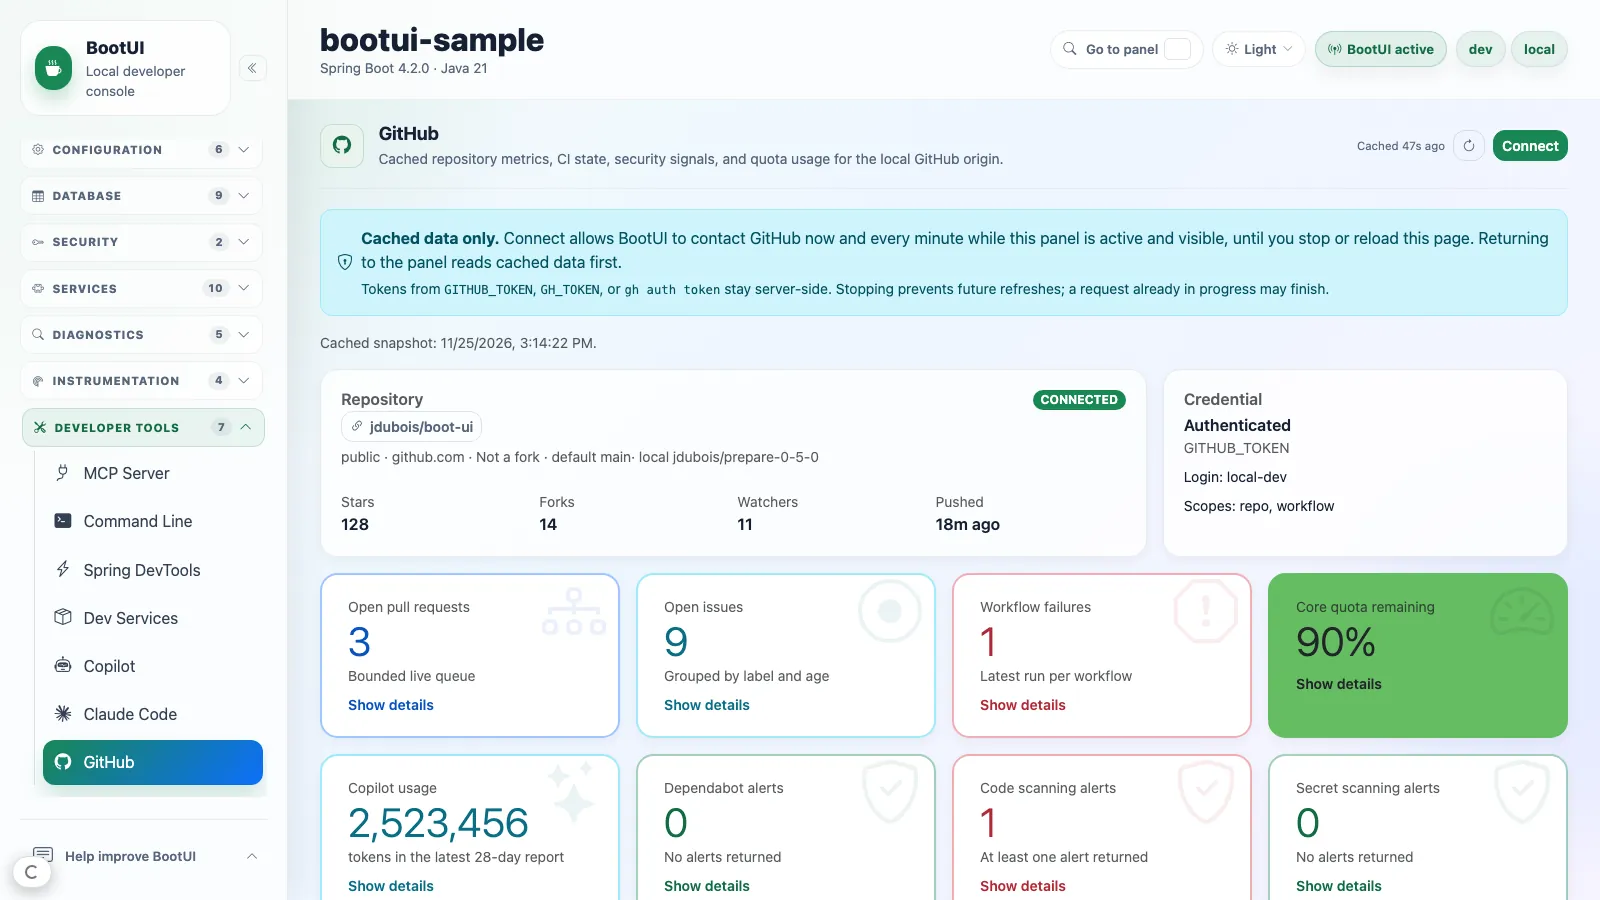 BootUI
Local developer
console
CONFIGURATION 6
DATABASE 9
SECURITY 2
SERVICES 10
DIAGNOSTICS 5
INSTRUMENTATION 4
DEVELOPER TOOLS 7
MCP Server
Command Line
Spring DevTools
Dev Services
Copilot
Claude Code
GitHub
Help improve BootUI
C
bootui-sample
Spring Boot 4.2.0 · Java 21
Go to panel
Light
BootUI active
dev
local
GitHub
Cached repository metrics, CI state, security signals, and quota usage for the local GitHub origin.
Cached 47s ago
Connect
Cached data only. Connect allows BootUI to contact GitHub now and every minute while this panel is active and visible, until you stop or reload this page. Returning
to the panel reads cached data first.
Tokens from GITHUB_TOKEN, GH_TOKEN, or gh auth token stay server-side. Stopping prevents future refreshes; a request already in progress may finish.
Cached snapshot: 11/25/2026, 3:14:22 PM.
Repository
CONNECTED
jdubois/boot-ui
public · github.com · Not a fork · default main· local jdubois/prepare-0-5-0
Stars
128
Forks
14
Watchers
11
Pushed
18m ago
Credential
Authenticated
GITHUB_TOKEN
Login: local-dev
Scopes: repo, workflow
Open pull requests
3
Bounded live queue
Show details
Open issues
9
Grouped by label and age
Show details
Workflow failures
1
Latest run per workflow
Show details
Core quota remaining
90%
Show details
Copilot usage
2,523,456
tokens in the latest 28-day report
Show details
Dependabot alerts
0
No alerts returned
Show details
Code scanning alerts
1
At least one alert returned
Show details
Secret scanning alerts
0
No alerts returned
Show details